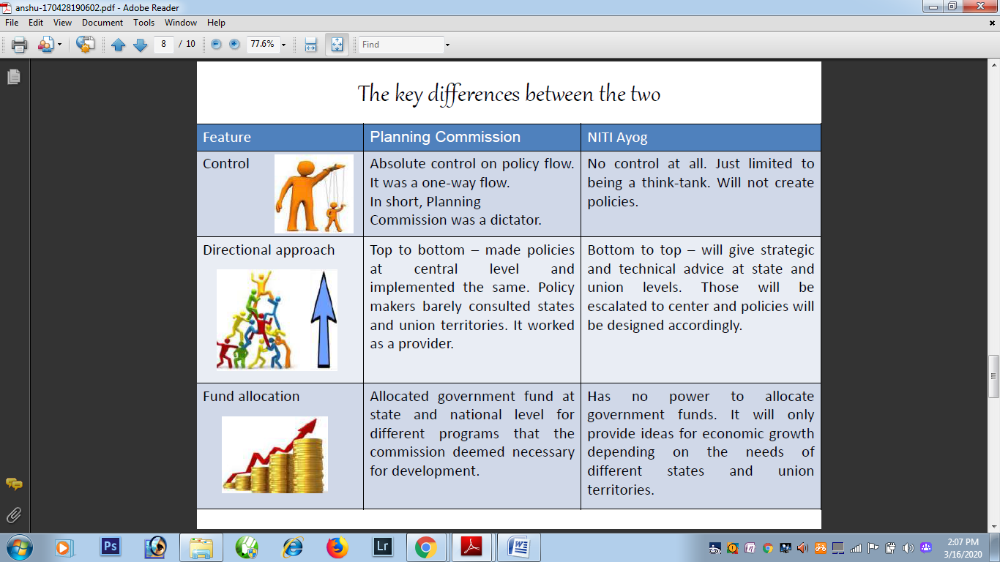 anshu-170428190602.pdf - Adobe Reader
File Edit View Document Tools Window Help
8 / 10 77.6% Find
The key differences between the two
Feature
Planning Commission
NITI Ayog
Control
Absolute control on policy flow.
It was a one-way flow.
In short, Planning
Commission was a dictator.
No control at all. Just limited to
being a think-tank. Will not create
policies.
Directional approach
Top to bottom – made policies
at central level and
implemented the same. Policy
makers barely consulted states
and union territories. It worked
as a provider.
Bottom to top – will give strategic
and technical advice at state and
union levels. Those will be
escalated to center and policies will
be designed accordingly.
Fund allocation
Allocated government fund at
state and national level for
different programs that the
commission deemed necessary
for development.
Has no power to allocate
government funds. It will only
provide ideas for economic growth
depending on the needs of
different states and union
territories.
Ps Lr
2:07 PM
3/16/2020